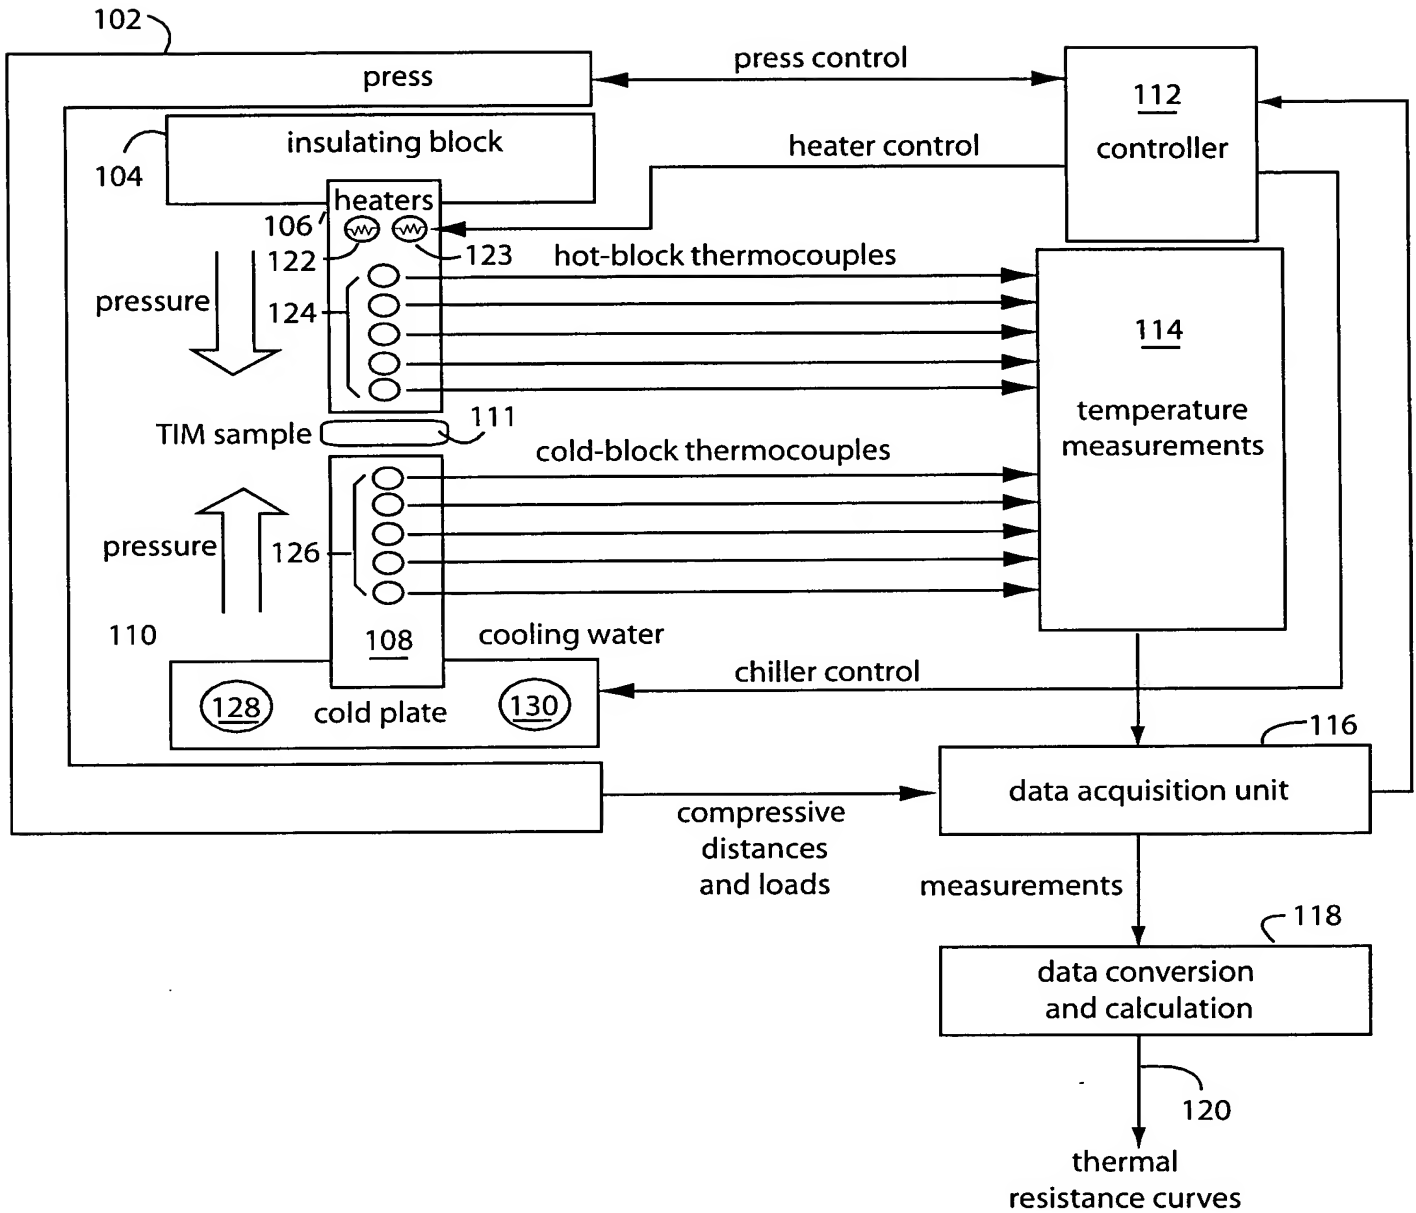 102
press
press control
112
controller
insulating block
104
heater control
heaters
106
122
123
hot-block thermocouples
pressure
124
114
temperature
measurements
TIM sample
111
cold-block thermocouples
pressure
126
110
108
cooling water
chiller control
128
cold plate
130
116
data acquisition unit
compressive
distances
and loads
measurements
118
data conversion
and calculation
120
thermal
resistance curves